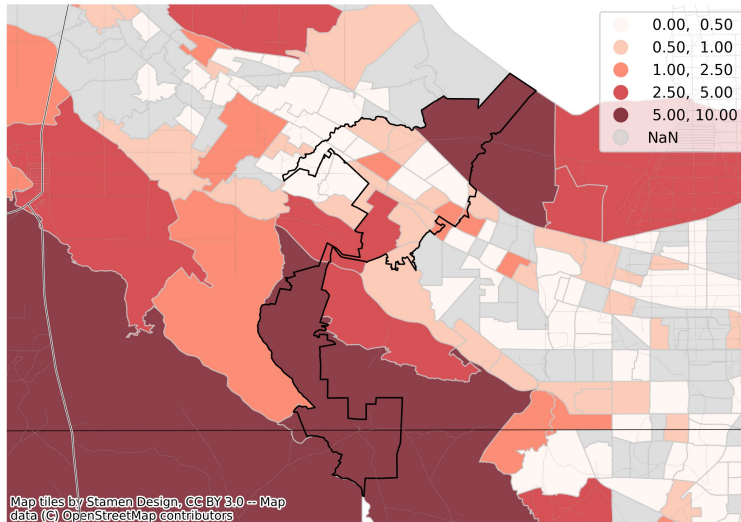 0.00, 0.50
0.50, 1.00
1.00, 2.50
2.50, 5.00
5.00, 10.00
NaN
Map tiles by Stamen Design, CC BY 3.0 -- Map
data (C) OpenStreetMap contributors